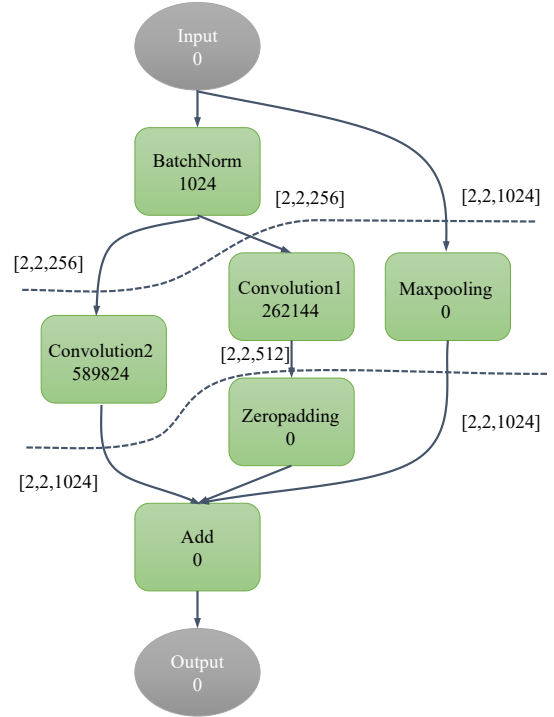 Input
0
BatchNorm
1024
[2,2,256]
[2,2,1024]
[2,2,256]
Convolution1
262144
Maxpooling
0
Convolution2
589824
[2,2,512]
Zeropadding
0
[2,2,1024]
[2,2,1024]
Add
0
Output
0